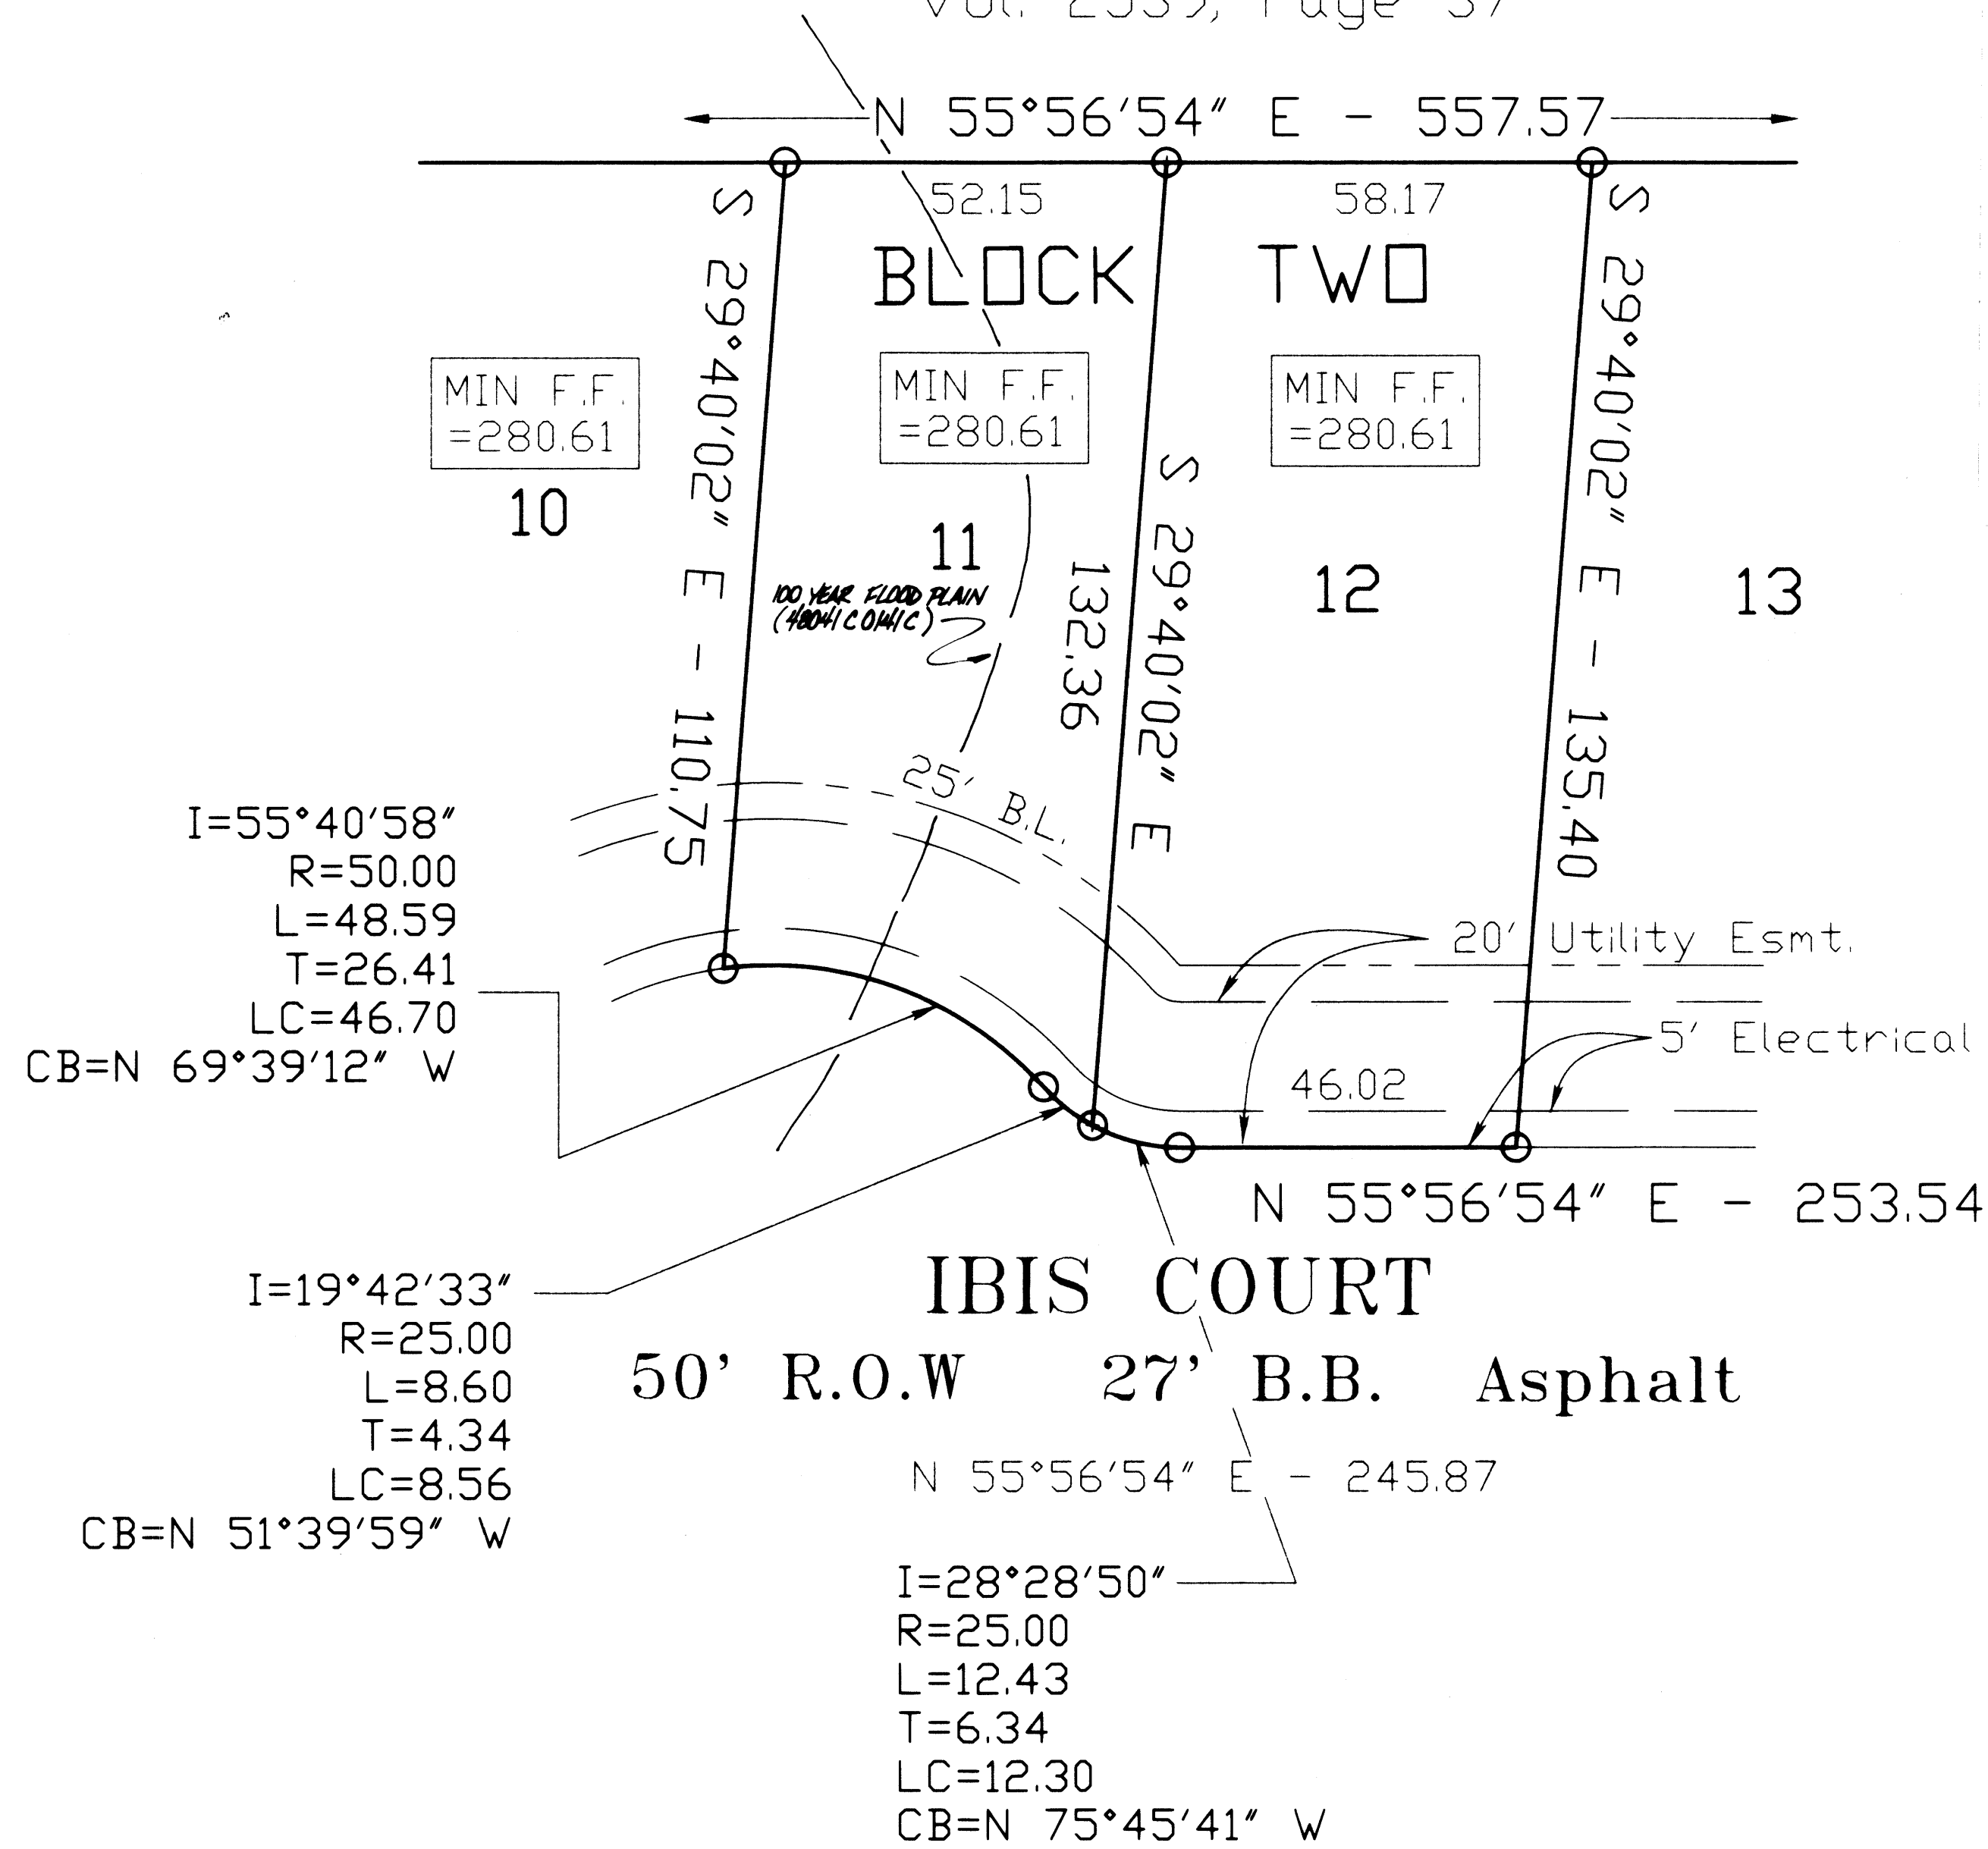 Vol. 2539, Page 37
N 55°56'54" E - 557.57
52.15
58.17
BLOCK TWO
S 29°40'02" E - 110.75
S 29°40'02" E
132.36
S 29°40'02" E - 135.40
MIN F.F.
=280.61
MIN F.F.
=280.61
MIN F.F.
=280.61
10
11
12
13
100 YEAR FLOOD PLAIN
(48041C0141C)
25' B.L.
I=55°40'58"
R=50.00
L=48.59
T=26.41
LC=46.70
CB=N 69°39'12" W
20' Utility Esmt.
5' Electrical
46.02
N 55°56'54" E - 253.54
IBIS COURT
50' R.O.W 27' B.B. Asphalt
N 55°56'54" E - 245.87
I=19°42'33"
R=25.00
L=8.60
T=4.34
LC=8.56
CB=N 51°39'59" W
I=28°28'50"
R=25.00
L=12.43
T=6.34
LC=12.30
CB=N 75°45'41" W